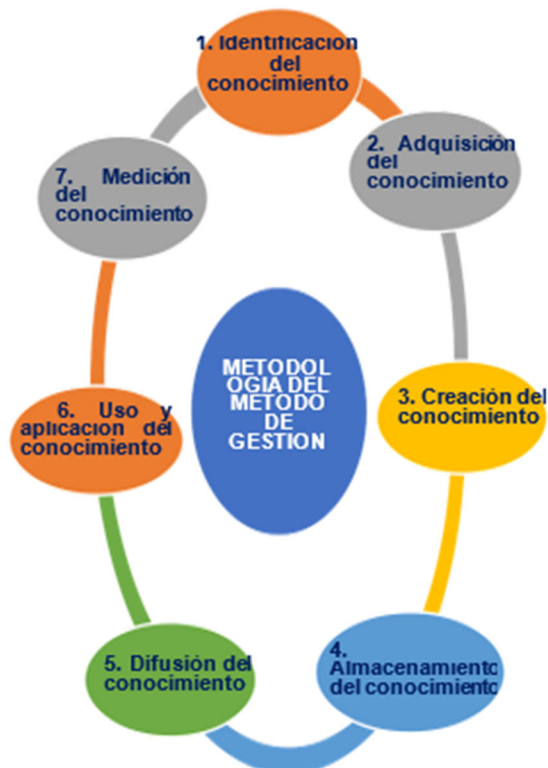 1. Identificación
del
conocimiento
2. Adquisición
del
conocimiento
3. Creación del
conocimiento
4.
Almacenamiento
del conocimiento
5. Difusión del
conocimiento
6. Uso y
aplicación del
conocimiento
7. Medición
del
conocimiento
METODOL
OGIA DEL
METODO
DE
GESTION